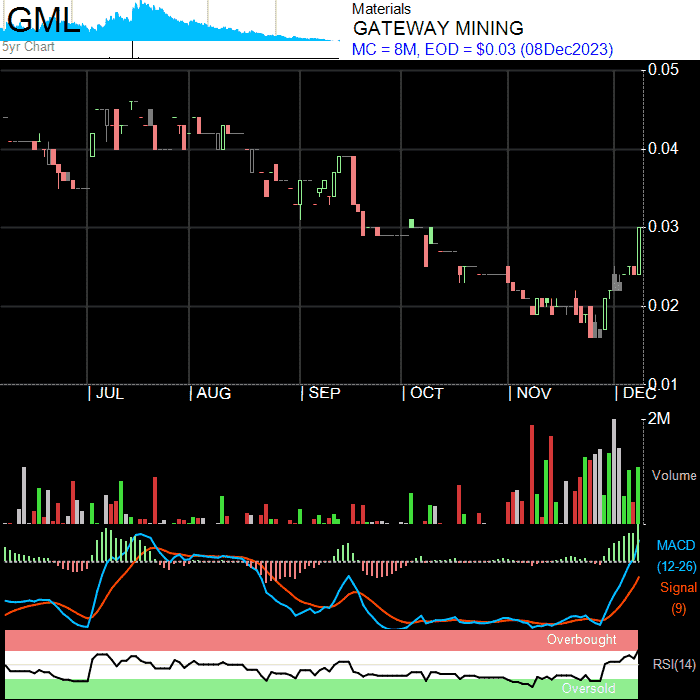 GML
5yr Chart
Materials
GATEWAY MINING
MC = 8M, EOD = $0.03 (08Dec2023)
0.05
0.04
0.03
0.02
0.01
JUL
AUG
SEP
OCT
NOV
DEC
2M
Volume
MACD
(12-26)
Signal
(9)
Overbought
RSI(14)
Oversold